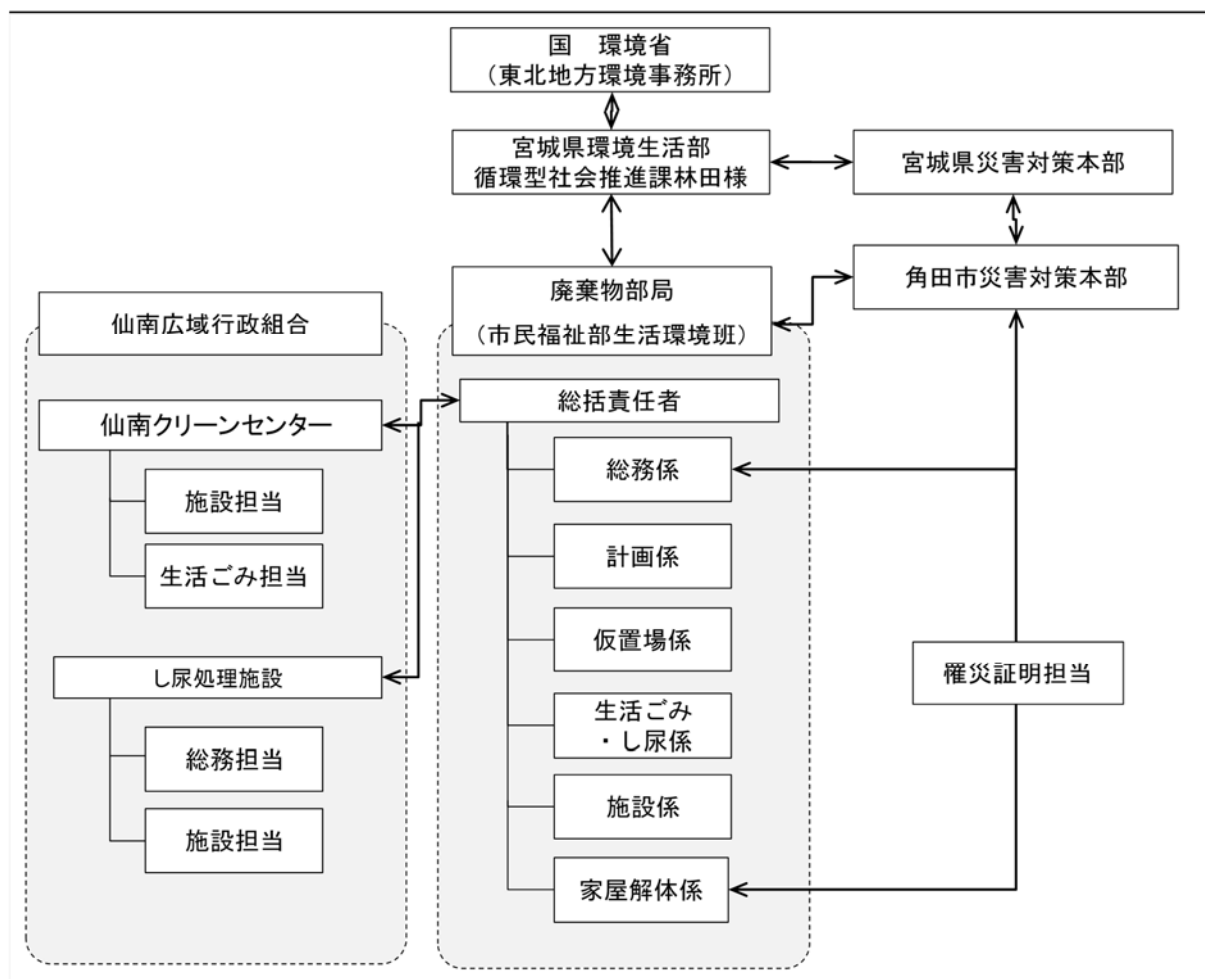 国　環境省
（東北地方環境事務所）
宮城県環境生活部
循環型社会推進課林田様
宮城県災害対策本部
角田市災害対策本部
廃棄物部局
（市民福祉部生活環境班）
仙南広域行政組合
総括責任者
仙南クリーンセンター
総務係
施設担当
計画係
生活ごみ担当
仮置場係
罹災証明担当
し尿処理施設
生活ごみ
・し尿係
総務担当
施設係
施設担当
家屋解体係